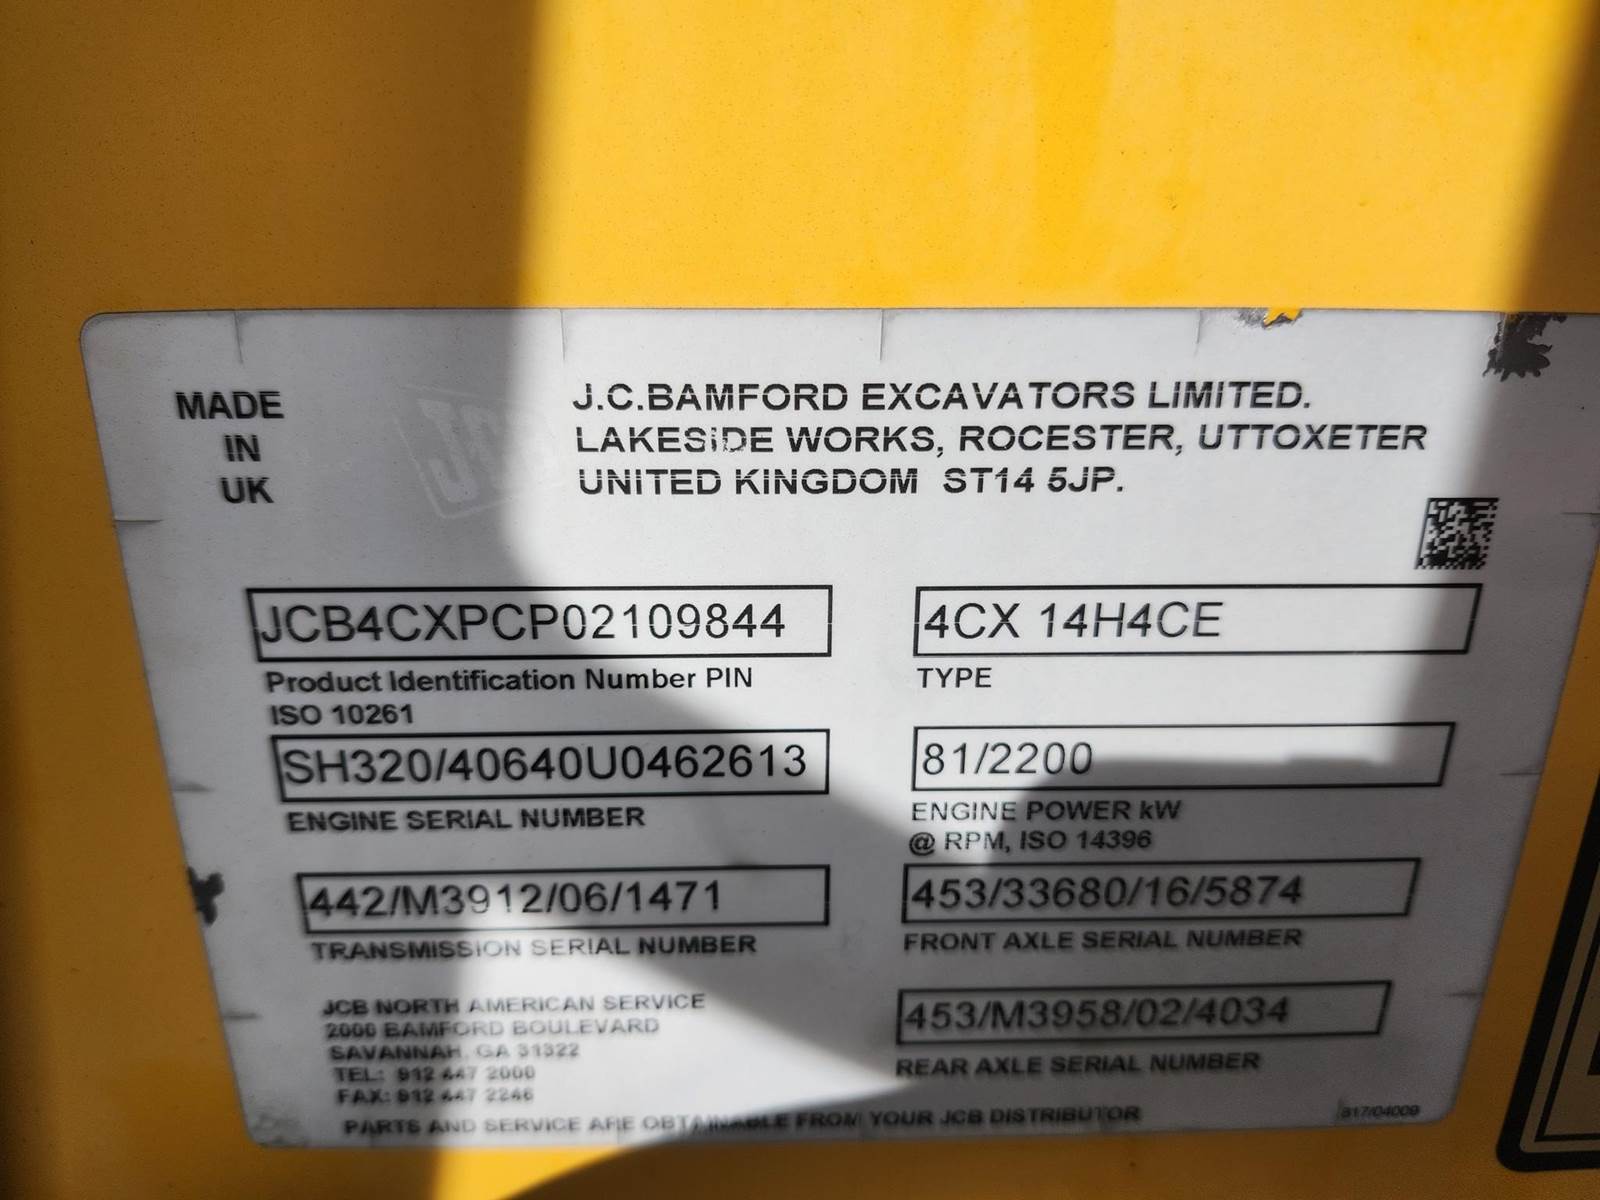 MADE
IN
UK
JCB
J.C.BAMFORD EXCAVATORS LIMITED.
LAKESIDE WORKS, ROCESTER, UTTOXETER
UNITED KINGDOM ST14 5JP.
JCB4CXPCP02109844
Product Identification Number PIN
ISO 10261
4CX 14H4CE
TYPE
SH320/40640U0462613
ENGINE SERIAL NUMBER
81/2200
ENGINE POWER kW
@ RPM, ISO 14396
442/M3912/06/1471
TRANSMISSION SERIAL NUMBER
453/33680/16/5874
FRONT AXLE SERIAL NUMBER
453/M3958/02/4034
REAR AXLE SERIAL NUMBER
JCB NORTH AMERICAN SERVICE
2000 BAMFORD BOULEVARD
SAVANNAH, GA 31322
TEL: 912 447 2000
FAX: 912 447 2246
PARTS AND SERVICE ARE OBTAINABLE FROM YOUR JCB DISTRIBUTOR
817/04009